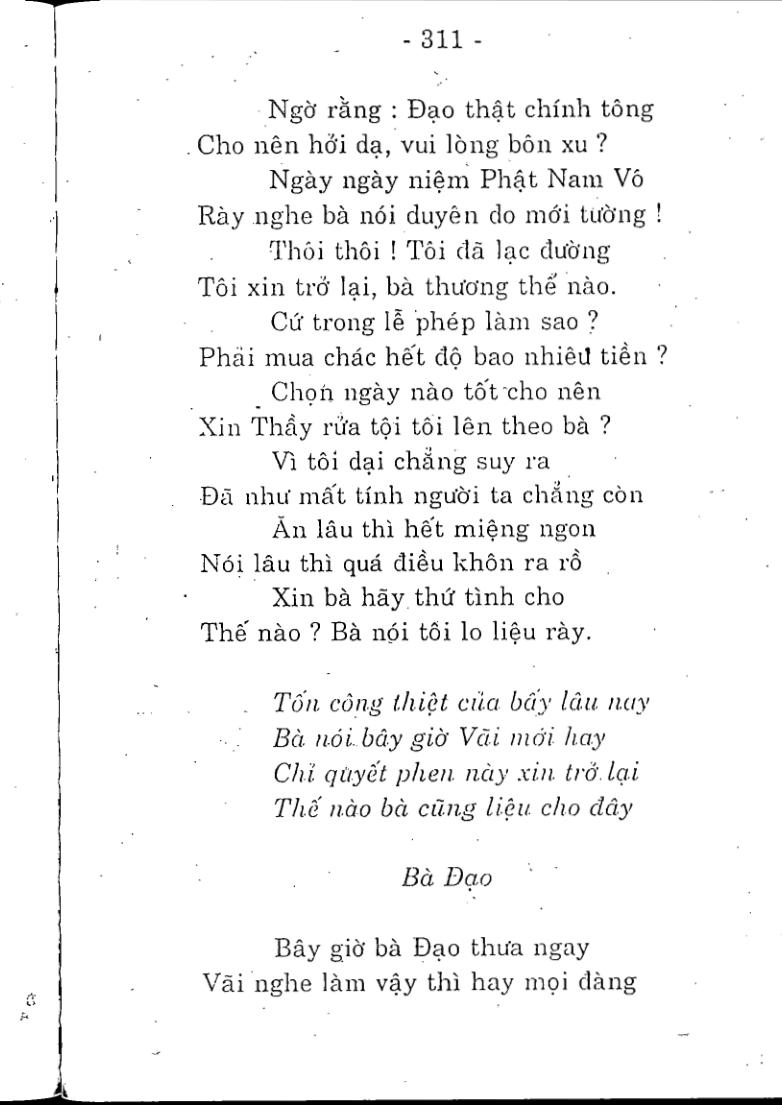 - 311 -
Ngờ rằng : Đạo thật chính tông
Cho nên hởi dạ, vui lòng bôn xu ?
Ngày ngày niệm Phật Nam Vô
Rày nghe bà nói duyên do mới tường !
Thôi thôi ! Tôi đã lạc đường
Tôi xin trở lại, bà thương thế nào.
Cứ trong lễ phép làm sao ?
Phải mua chác hết độ bao nhiêu tiền ?
Chọn ngày nào tốt cho nên
Xin Thầy rửa tội tôi lên theo bà ?
Vì tôi dại chẳng suy ra
Đã như mất tính người ta chẳng còn
Ăn lâu thì hết miệng ngon
Nói lâu thì quá điều khôn ra rồ
Xin bà hãy thứ tình cho
Thế nào ? Bà nói tôi lo liệu rày.
Tốn công thiệt của bấy lâu nay
Bà nói bây giờ Vãi mới hay
Chỉ quyết phen này xin trở lại
Thế nào bà cũng liệu cho đây
Bà Đạo
Bây giờ bà Đạo thưa ngay
Vãi nghe làm vậy thì hay mọi đàng